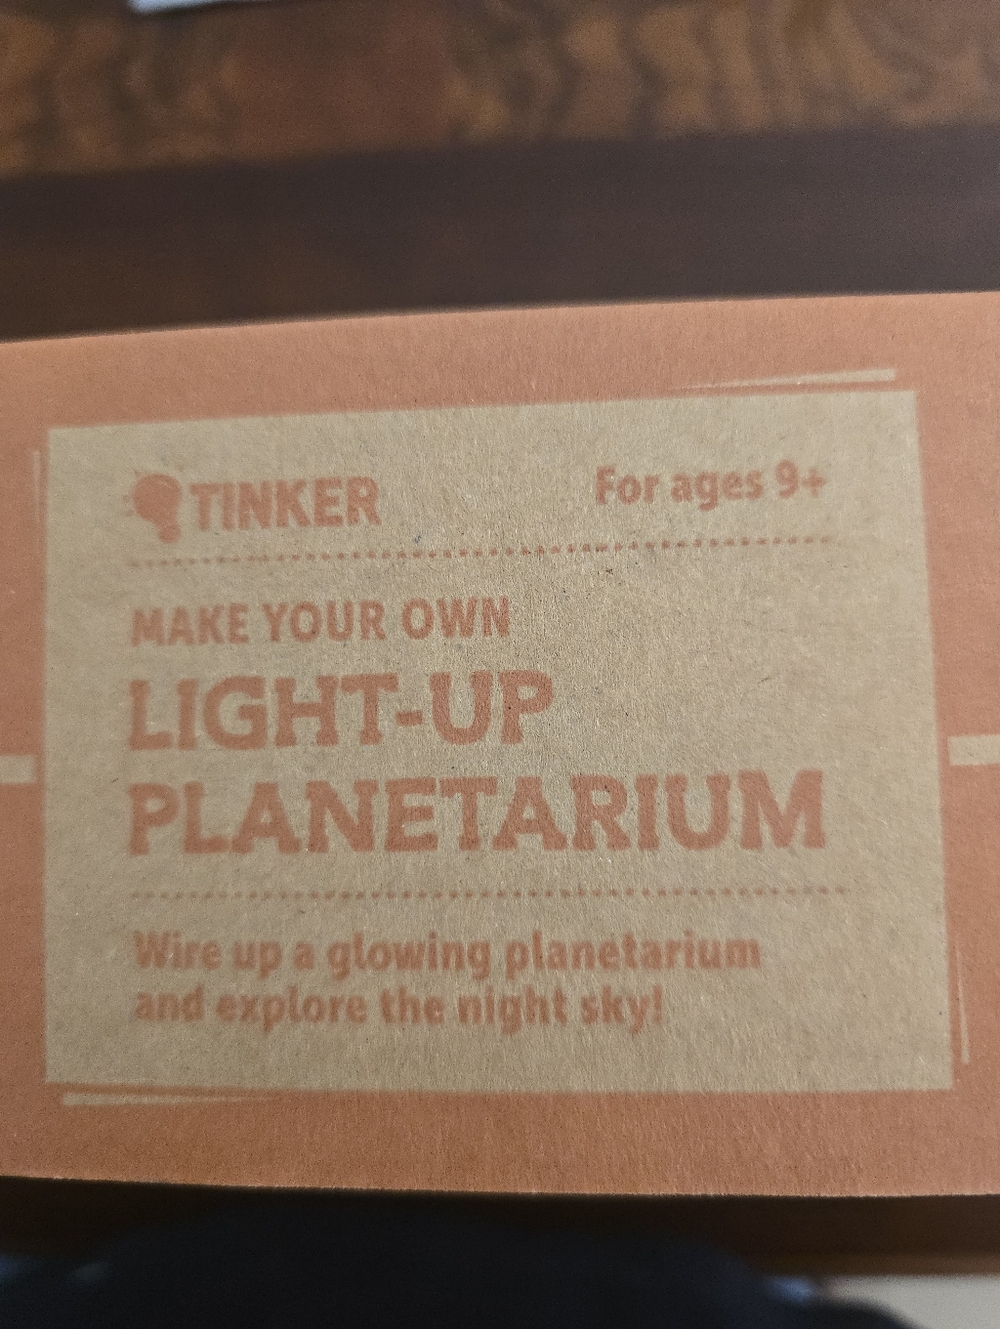 TINKER
For ages 9+
MAKE YOUR OWN
LIGHT-UP
PLANETARIUM
Wire up a glowing planetarium
and explore the night sky!